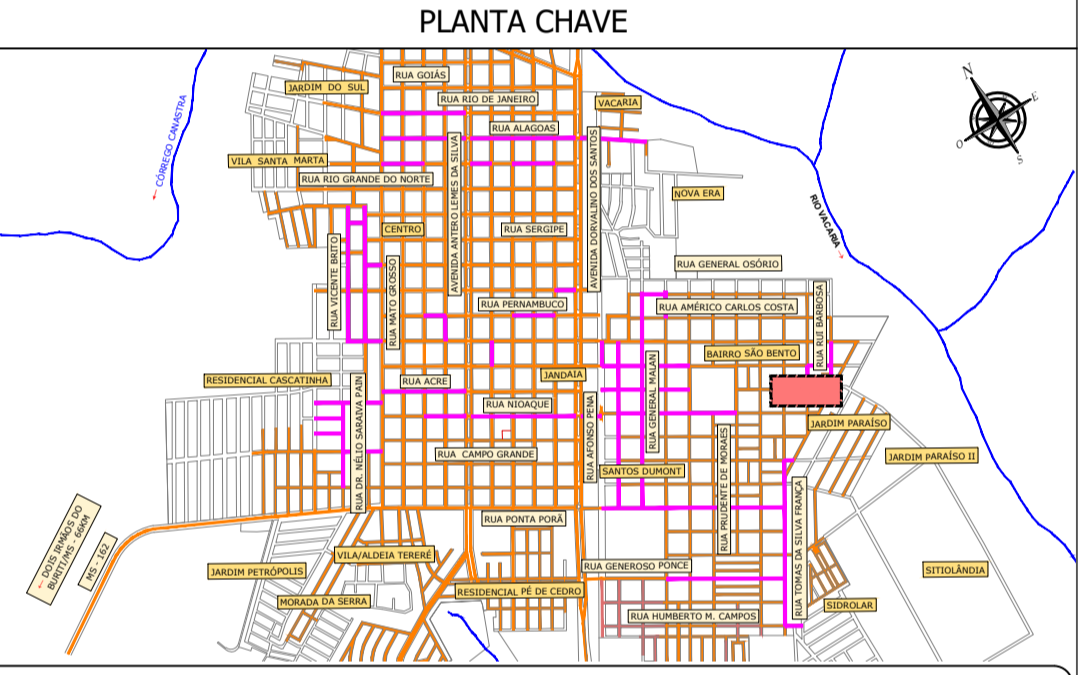 PLANTA CHAVE
RUA GOIÁS
JARDIM DO SUL
RUA RIO DE JANEIRO
VACARIA
N
E
S
O
CÓRREGO CANASTRA
RUA ALAGOAS
VILA SANTA MARTA
RUA RIO GRANDE DO NORTE
AVENIDA ANTERO LEMES DA SILVA
AVENIDA DORVALINO DOS SANTOS
NOVA ERA
RIO VACARIA
CENTRO
RUA SERGIPE
RUA VICENTE BRITO
RUA MATO GROSSO
RUA GENERAL OSÓRIO
RUA PERNAMBUCO
RUA AMÉRICO CARLOS COSTA
RUA RUI BARBOSA
BAIRRO SÃO BENTO
RESIDENCIAL CASCATINHA
RUA ACRE
JANDAIA
RUA GENERAL MALAN
RUA DR. NÉLIO SARAIVA PAIN
RUA NIOAQUE
RUA AFONSO PENA
JARDIM PARAÍSO
RUA CAMPO GRANDE
SANTOS DUMONT
RUA PRUDENTE DE MORAES
JARDIM PARAÍSO II
RUA TOMAS DA SILVA FRANÇA
RUA PONTA PORÃ
DOIS IRMÃOS DO
BURITI/MS - 66KM
MS - 162
VILA/ALDEIA TERERÉ
RUA GENEROSO PONCE
JARDIM PETRÓPOLIS
SITIOLÂNDIA
RESIDENCIAL PÉ DE CEDRO
MORADA DA SERRA
SIDROLAR
RUA HUMBERTO M. CAMPOS